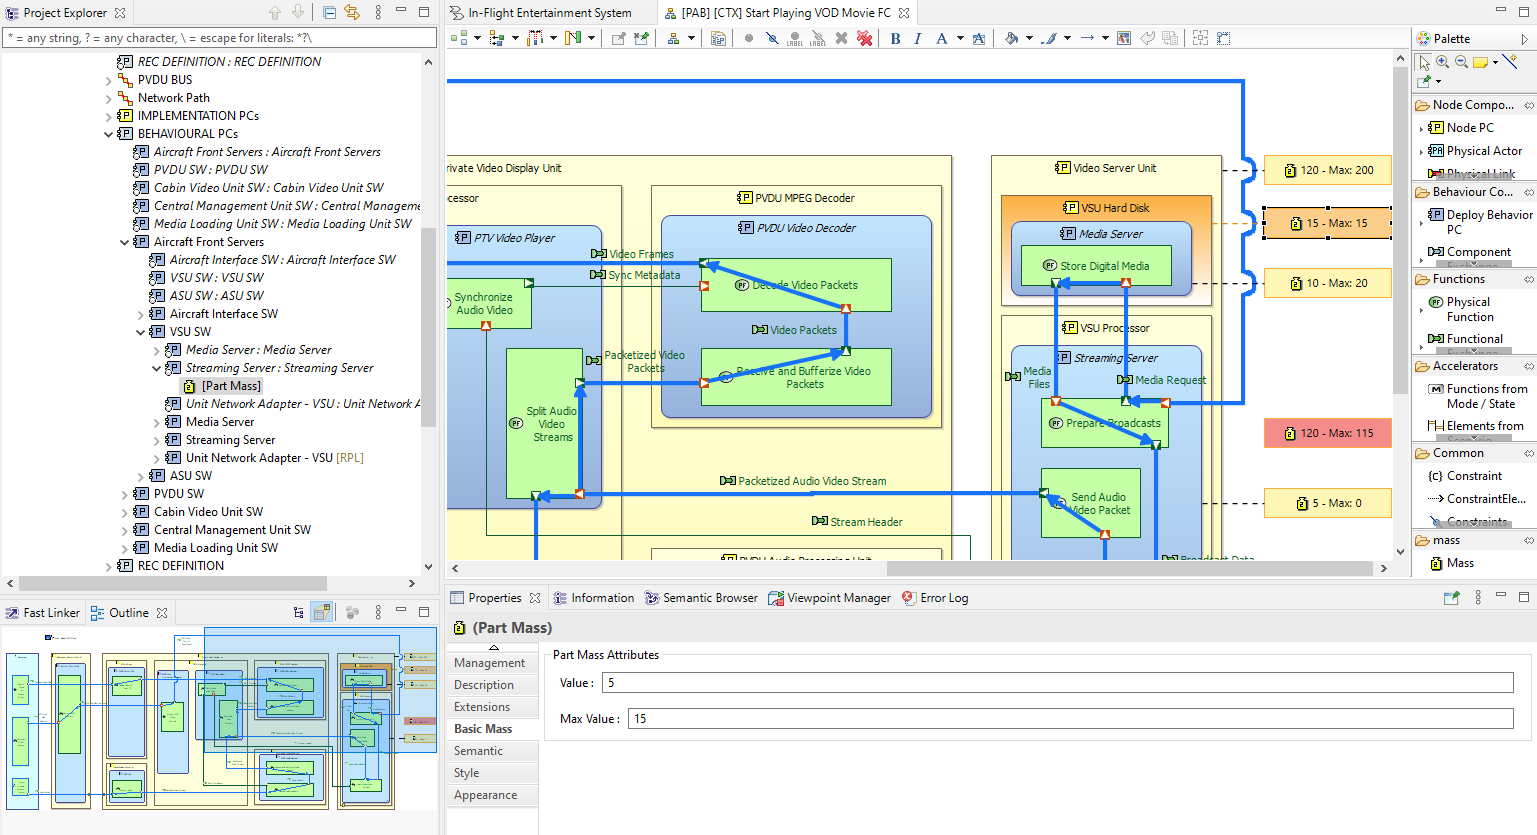 Project Explorer
* = any string, ? = any character, \ = escape for literals: *?\
REC DEFINITION : REC DEFINITION
PVDU BUS
Network Path
IMPLEMENTATION PCs
BEHAVIOURAL PCs
Aircraft Front Servers : Aircraft Front Servers
PVDU SW : PVDU SW
Cabin Video Unit SW : Cabin Video Unit SW
Central Management Unit SW : Central Manageme
Media Loading Unit SW : Media Loading Unit SW
Aircraft Front Servers
Aircraft Interface SW : Aircraft Interface SW
VSU SW : VSU SW
ASU SW : ASU SW
Aircraft Interface SW
VSU SW
Media Server : Media Server
Streaming Server : Streaming Server
[Part Mass]
Unit Network Adapter - VSU : Unit Network A
Media Server
Streaming Server
Unit Network Adapter - VSU [RPL]
ASU SW
PVDU SW
Cabin Video Unit SW
Central Management Unit SW
Media Loading Unit SW
REC DEFINITION
Fast Linker
Outline
In-Flight Entertainment System
[PAB] [CTX] Start Playing VOD Movie FC
LABEL
LABEL
B I A A
rivate Video Display Unit
cessor
PTV Video Player
Synchronize
Audio Video
Video Frames
Sync Metadata
PVDU MPEG Decoder
PVDU Video Decoder
Decode Video Packets
Video Packets
Receive and Bufferize Video
Packets
Packetized Video
Packets
Split Audio
Video
Streams
Packetized Audio Video Stream
Stream Header
PVDU Audio Processing Unit
Video Server Unit
VSU Hard Disk
Media Server
Store Digital Media
VSU Processor
Streaming Server
Media
Files
Media Request
Prepare Broadcasts
Send Audio
Video Packet
Broadcast Data
120 - Max: 200
15 - Max: 15
10 - Max: 20
120 - Max: 115
5 - Max: 0
Palette
Node Compo...
Node PC
Physical Actor
Physical Link
Behaviour Co...
Deploy Behavior
PC
Component
Exchange
Functions
Physical
Function
Functional
Exchange
Accelerators
Functions from
Mode / State
Elements from
Scenario
Common
Constraint
ConstraintEle...
Constraints
mass
Mass
Properties
Information
Semantic Browser
Viewpoint Manager
Error Log
(Part Mass)
Management
Description
Extensions
Basic Mass
Semantic
Style
Appearance
Part Mass Attributes
Value : 5
Max Value : 15